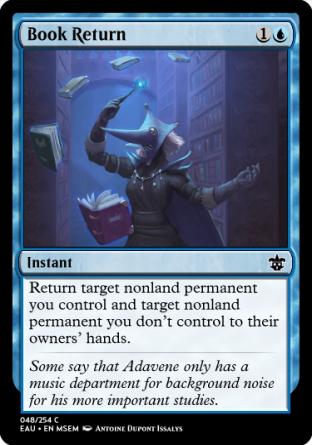 Book Return 1
Instant
Return target nonland permanent
you control and target nonland
permanent you don't control to their
owners' hands.
Some say that Adavene only has a
music department for background noise
for his more important studies.
048/254 C
EAU • EN MSEM Antoine Dupont Issalys